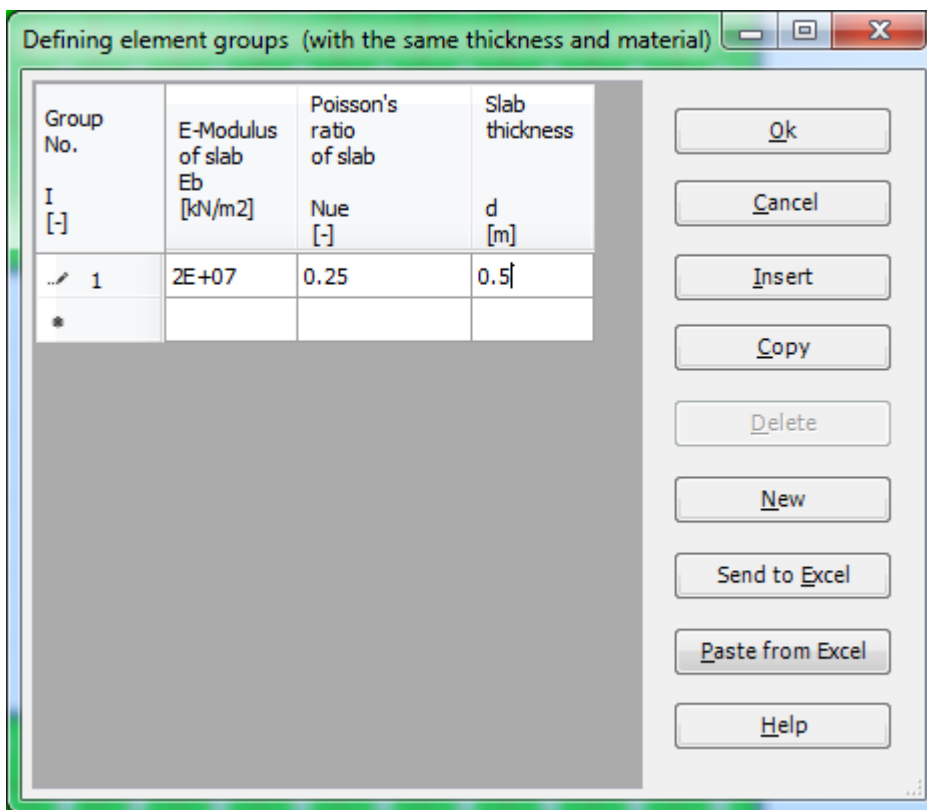 Defining element groups (with the same thickness and material)
Group
No.
I
[-]
E-Modulus
of slab
Eb
[kN/m2]
Poisson's
ratio
of slab
Nue
[-]
Slab
thickness
d
[m]
1
2E+07
0.25
0.5
Ok
Cancel
Insert
Copy
Delete
New
Send to Excel
Paste from Excel
Help